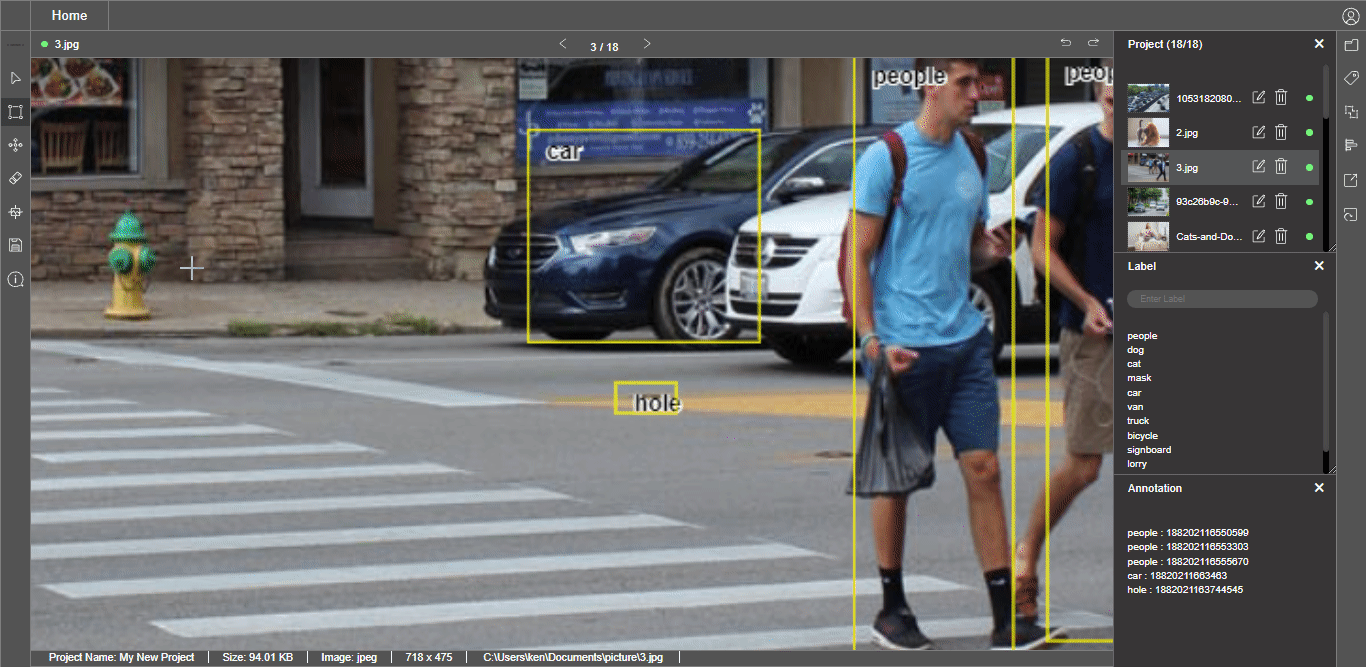 Home
3.jpg
3 / 18
Project (18/18)
1053182080...
2.jpg
3.jpg
93c26b9c-9...
Cats-and-Do...
people
peop
car
hole
Label
Enter Label
people
dog
cat
mask
car
van
truck
bicycle
signboard
lorry
Annotation
people : 188202116550599
people : 188202116553303
people : 188202116555670
car : 18820211663463
hole : 1882021163744545
Project Name: My New Project
Size: 94.01 KB
Image: jpeg
718 x 475
C:\Users\ken\Documents\picture\3.jpg